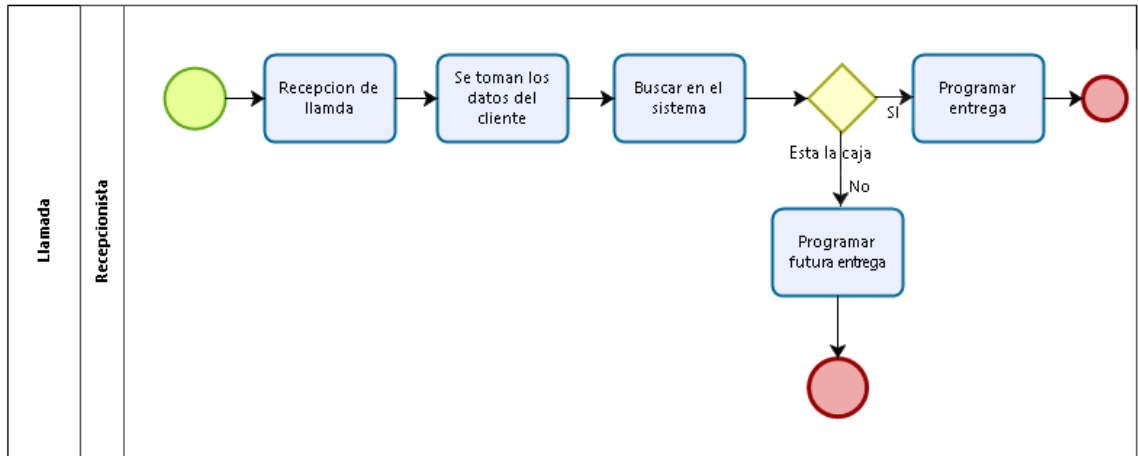 Llamada
Recepcionista
Recepcion de
llamda
Se toman los
datos del
cliente
Buscar en el
sistema
Esta la caja
SI
Programar
entrega
No
Programar
futura entrega